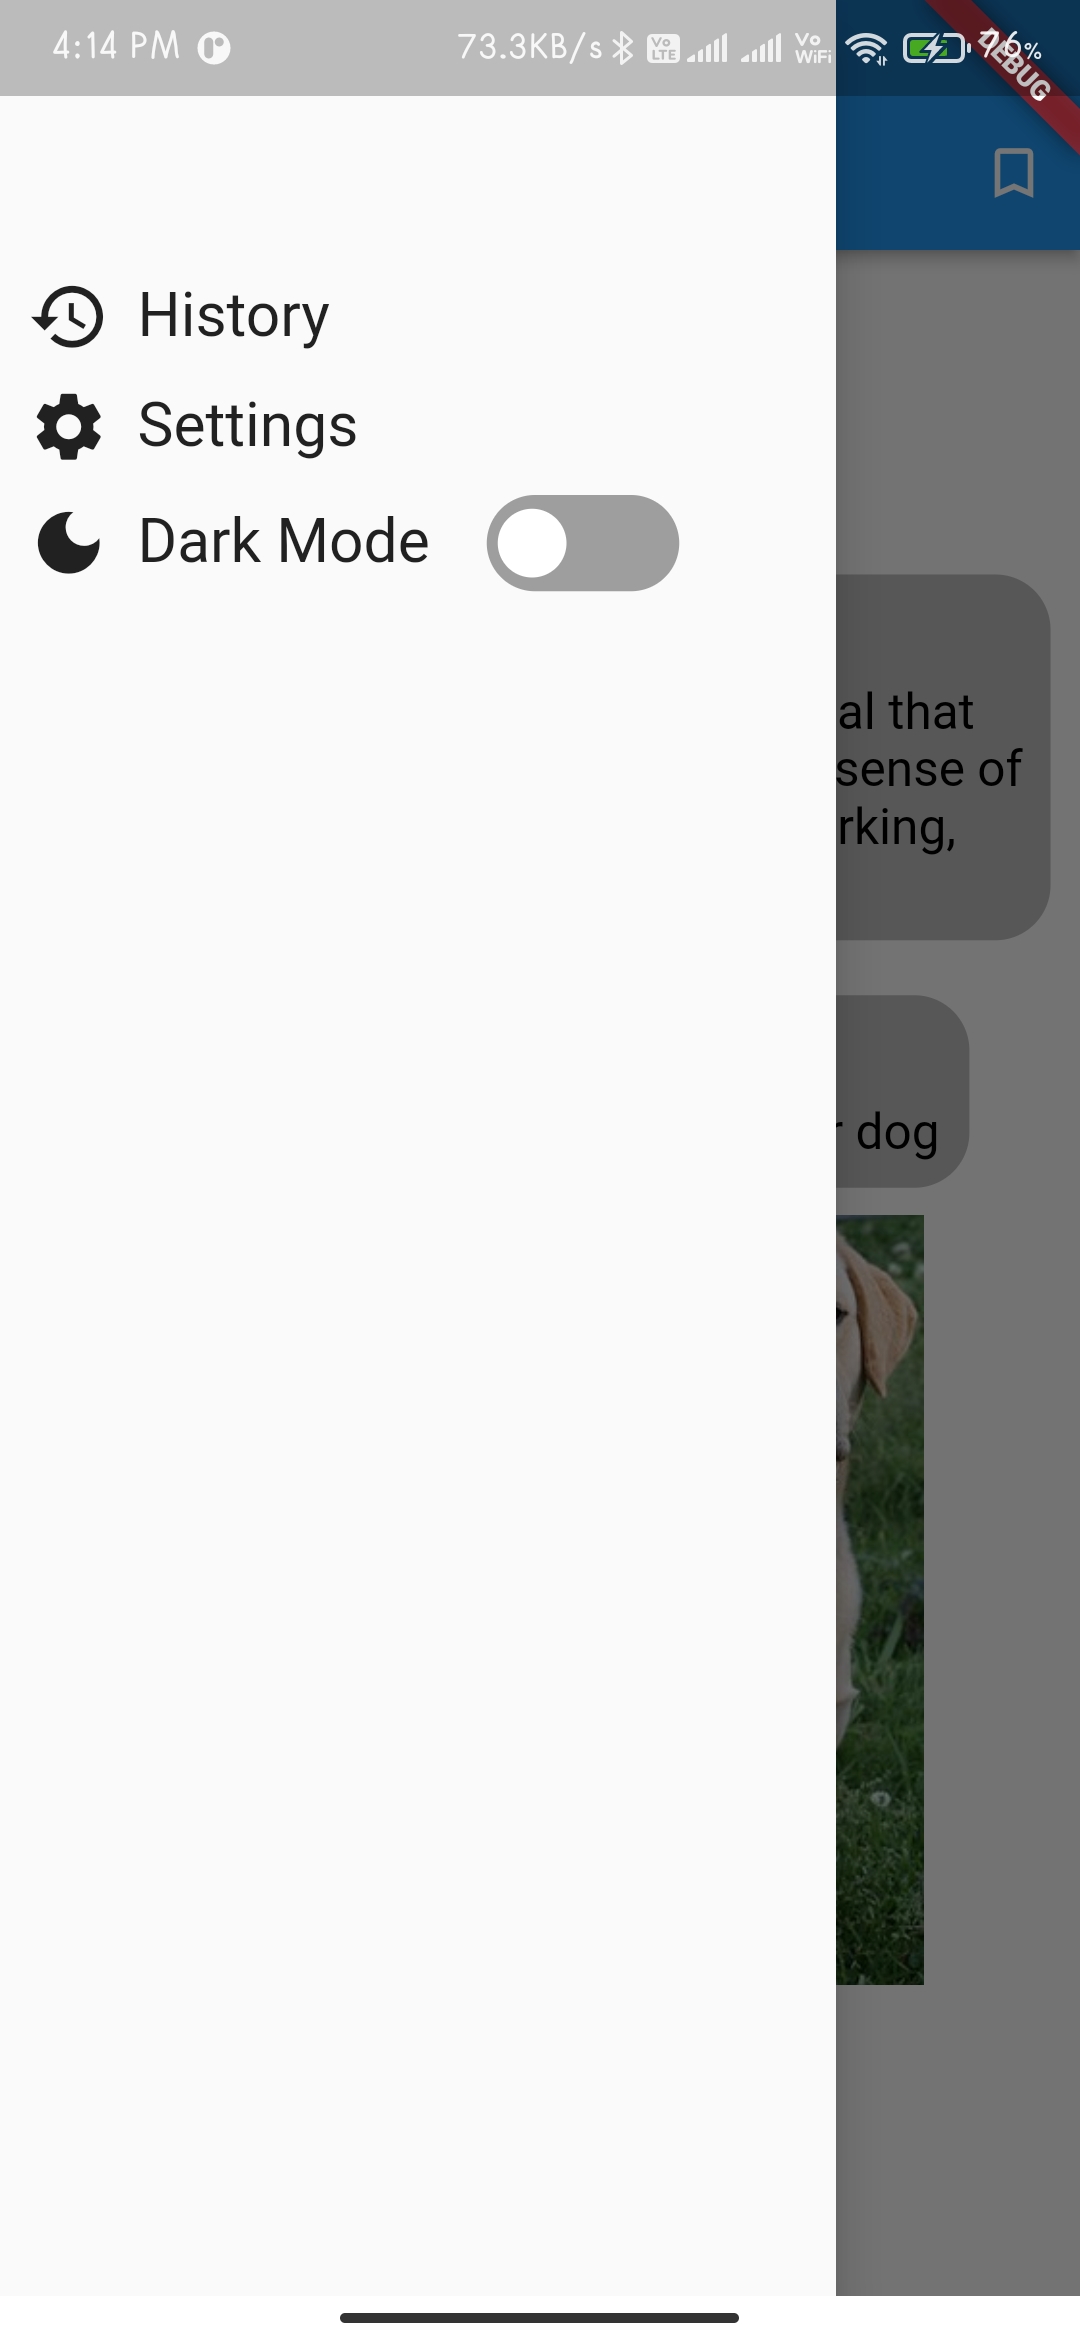 4:14 PM 73.3KB/s Vo LTE Vo WiFi 76%
DEBUG
History
Settings
Dark Mode
al that
sense of
rking,
r dog